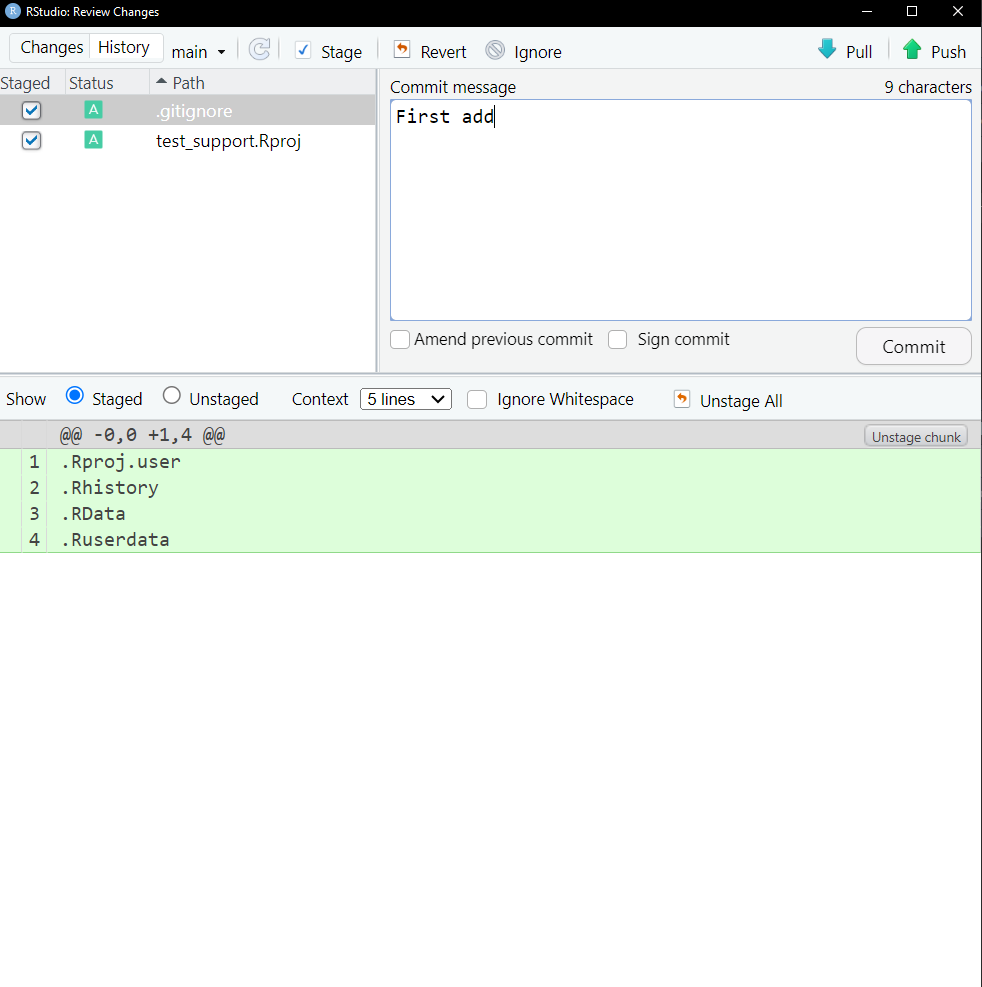 R RStudio: Review Changes
Changes History main Stage Revert Ignore Pull Push
Staged Status Path
A .gitignore
A test_support.Rproj
Commit message 9 characters
First add
Amend previous commit Sign commit Commit
Show Staged Unstaged Context 5 lines Ignore Whitespace Unstage All
@@ -0,0 +1,4 @@ Unstage chunk
1 .Rproj.user
2 .Rhistory
3 .RData
4 .Ruserdata